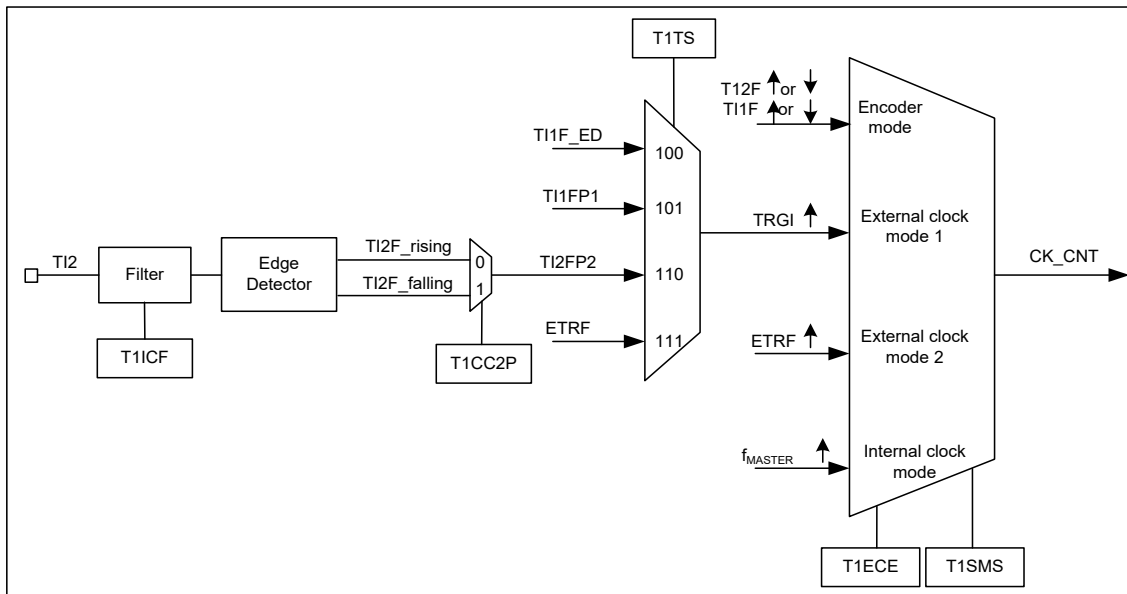 T1TS
T12F or
TI1F or
Encoder
mode
TI1F_ED
100
TI1FP1
101
TRGI
External clock
mode 1
TI2
Filter
Edge
Detector
TI2F_rising
0
TI2F_falling
1
TI2FP2
110
CK_CNT
ETRF
111
ETRF
External clock
mode 2
T1ICF
T1CC2P
fMASTER
Internal clock
mode
T1ECE
T1SMS